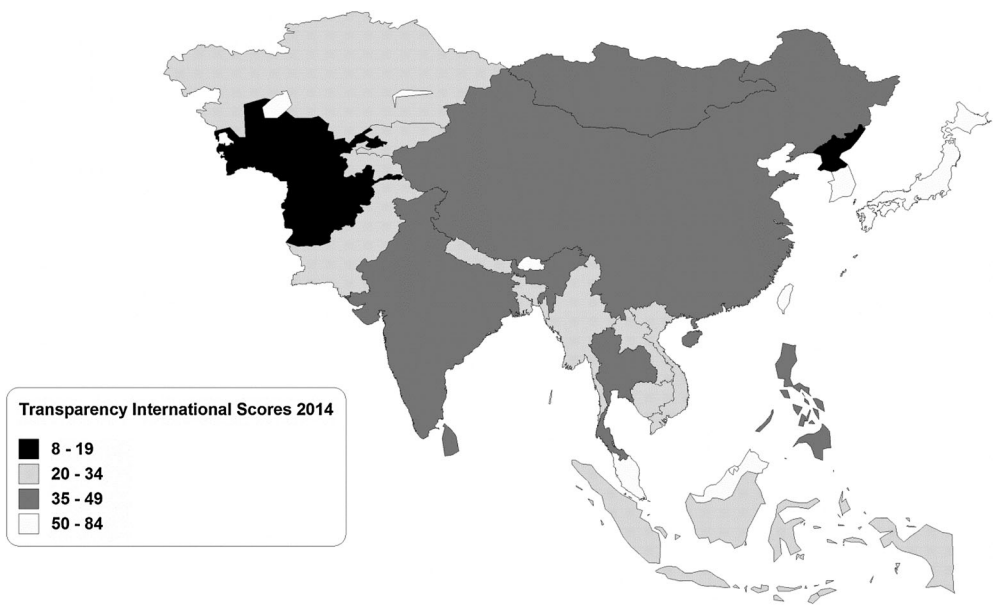 Transparency International Scores 2014
8 - 19
20 - 34
35 - 49
50 - 84